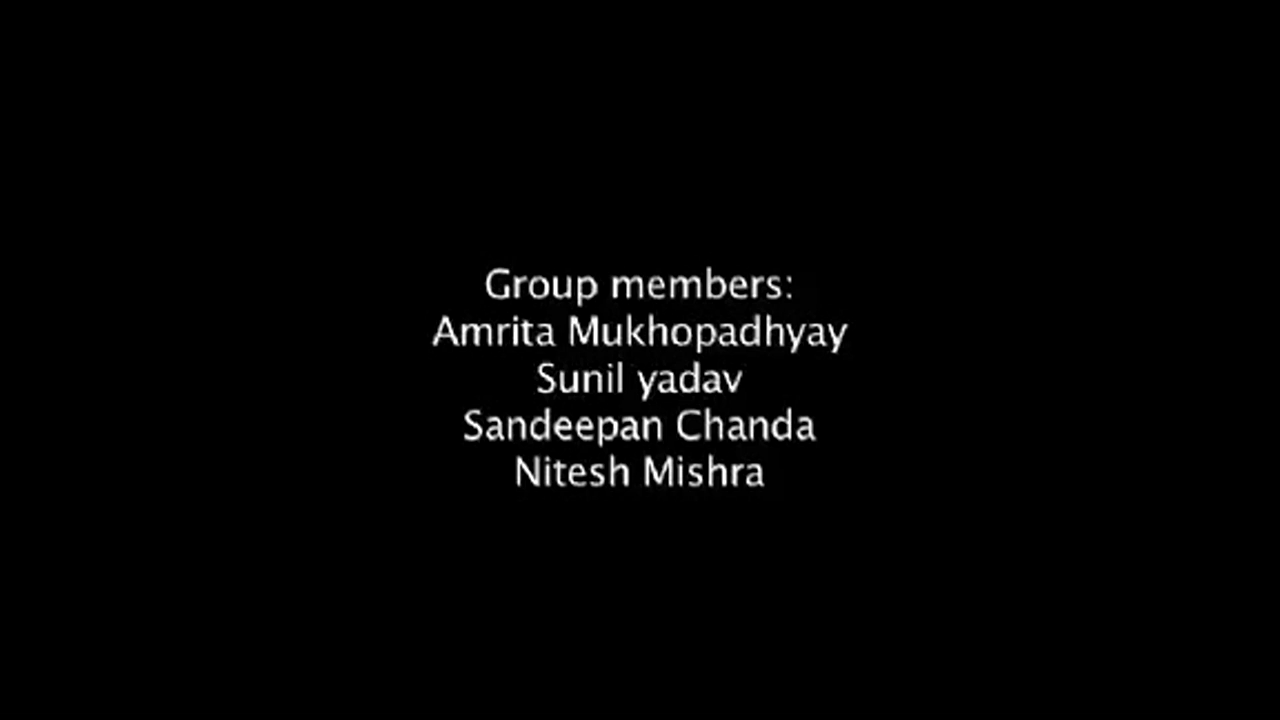 Group members:
Amrita Mukhopadhyay
Sunil yadav
Sandeepan Chanda
Nitesh Mishra